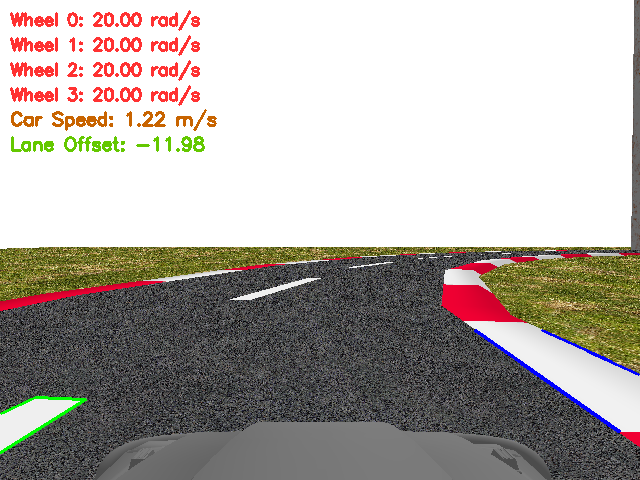 Wheel 0: 20.00 rad/s
Wheel 1: 20.00 rad/s
Wheel 2: 20.00 rad/s
Wheel 3: 20.00 rad/s
Car Speed: 1.22 m/s
Lane Offset: -11.98